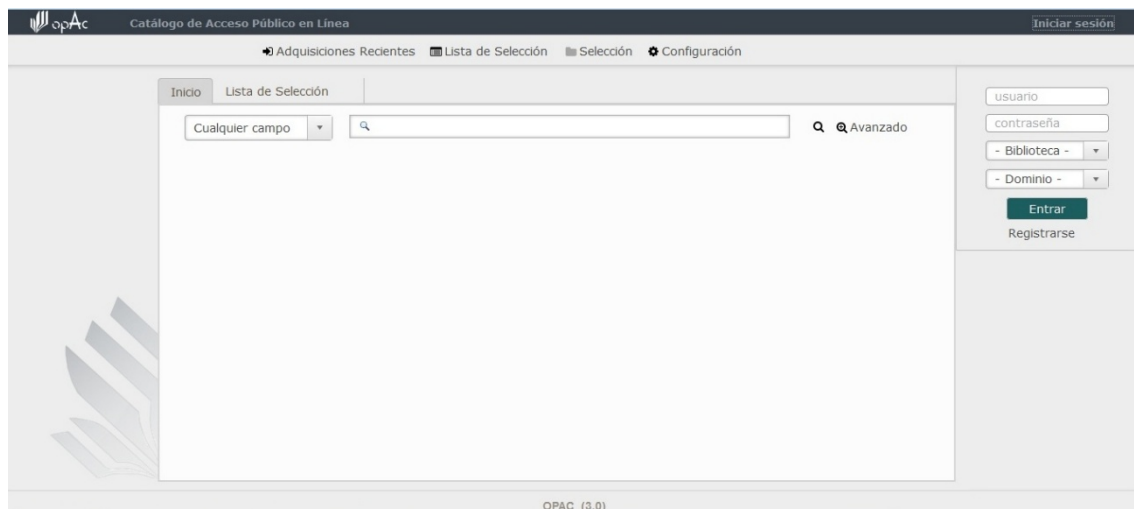 opAc Catálogo de Acceso Público en Línea Iniciar sesión
Adquisiciones Recientes Lista de Selección Selección Configuración
Inicio Lista de Selección
usuario
Cualquier campo Avanzado
contraseña
- Biblioteca -
- Dominio -
Entrar
Registrarse
OPAC (3.0)